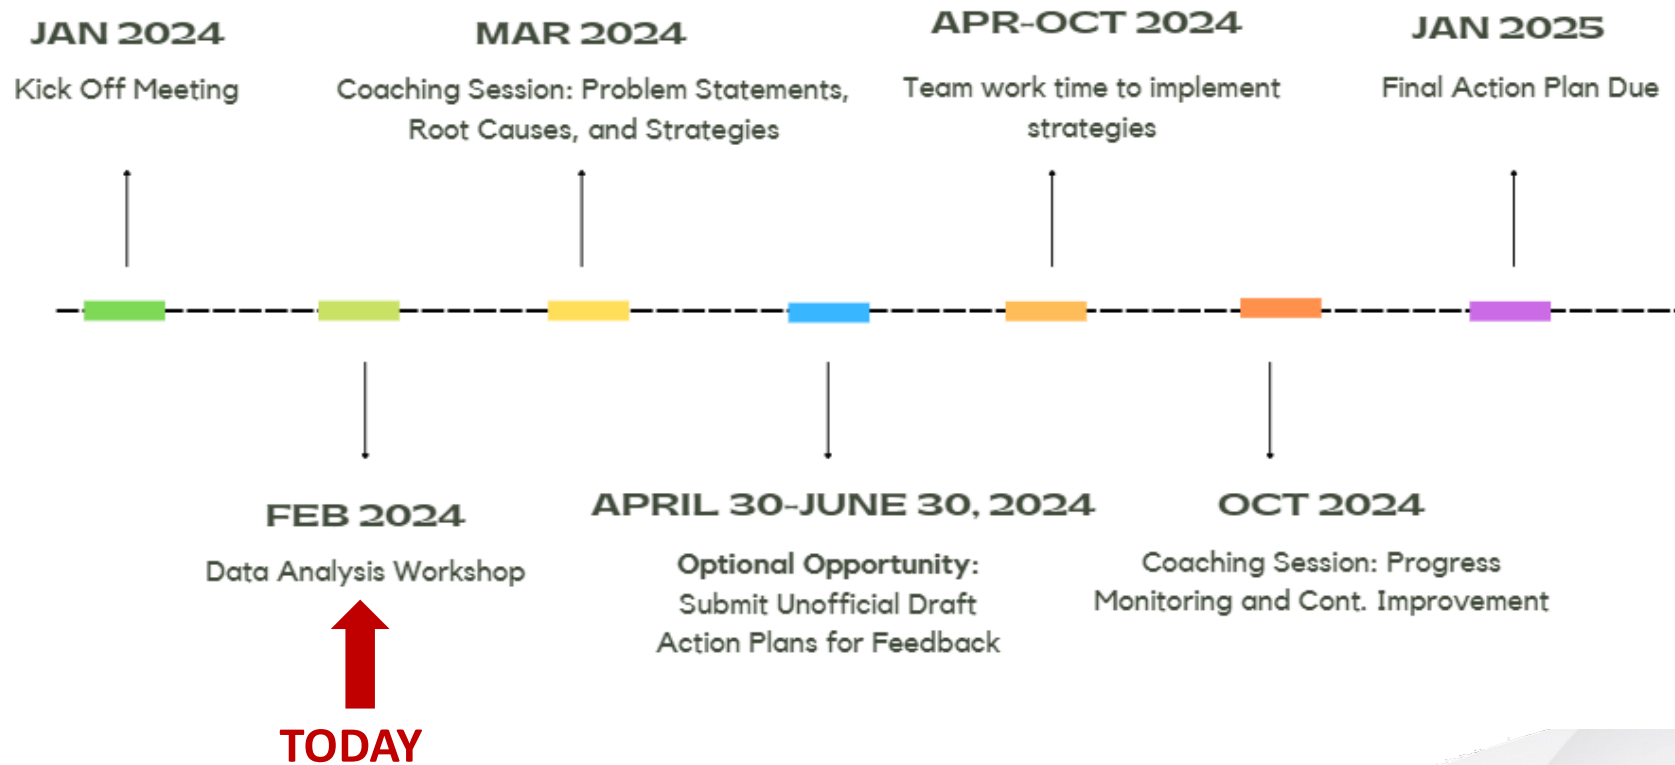 JAN 2024
Kick Off Meeting
MAR 2024
Coaching Session: Problem Statements,
Root Causes, and Strategies
APR-OCT 2024
Team work time to implement
strategies
JAN 2025
Final Action Plan Due
FEB 2024
Data Analysis Workshop
TODAY
APRIL 30-JUNE 30, 2024
Optional Opportunity:
Submit Unofficial Draft
Action Plans for Feedback
OCT 2024
Coaching Session: Progress
Monitoring and Cont. Improvement